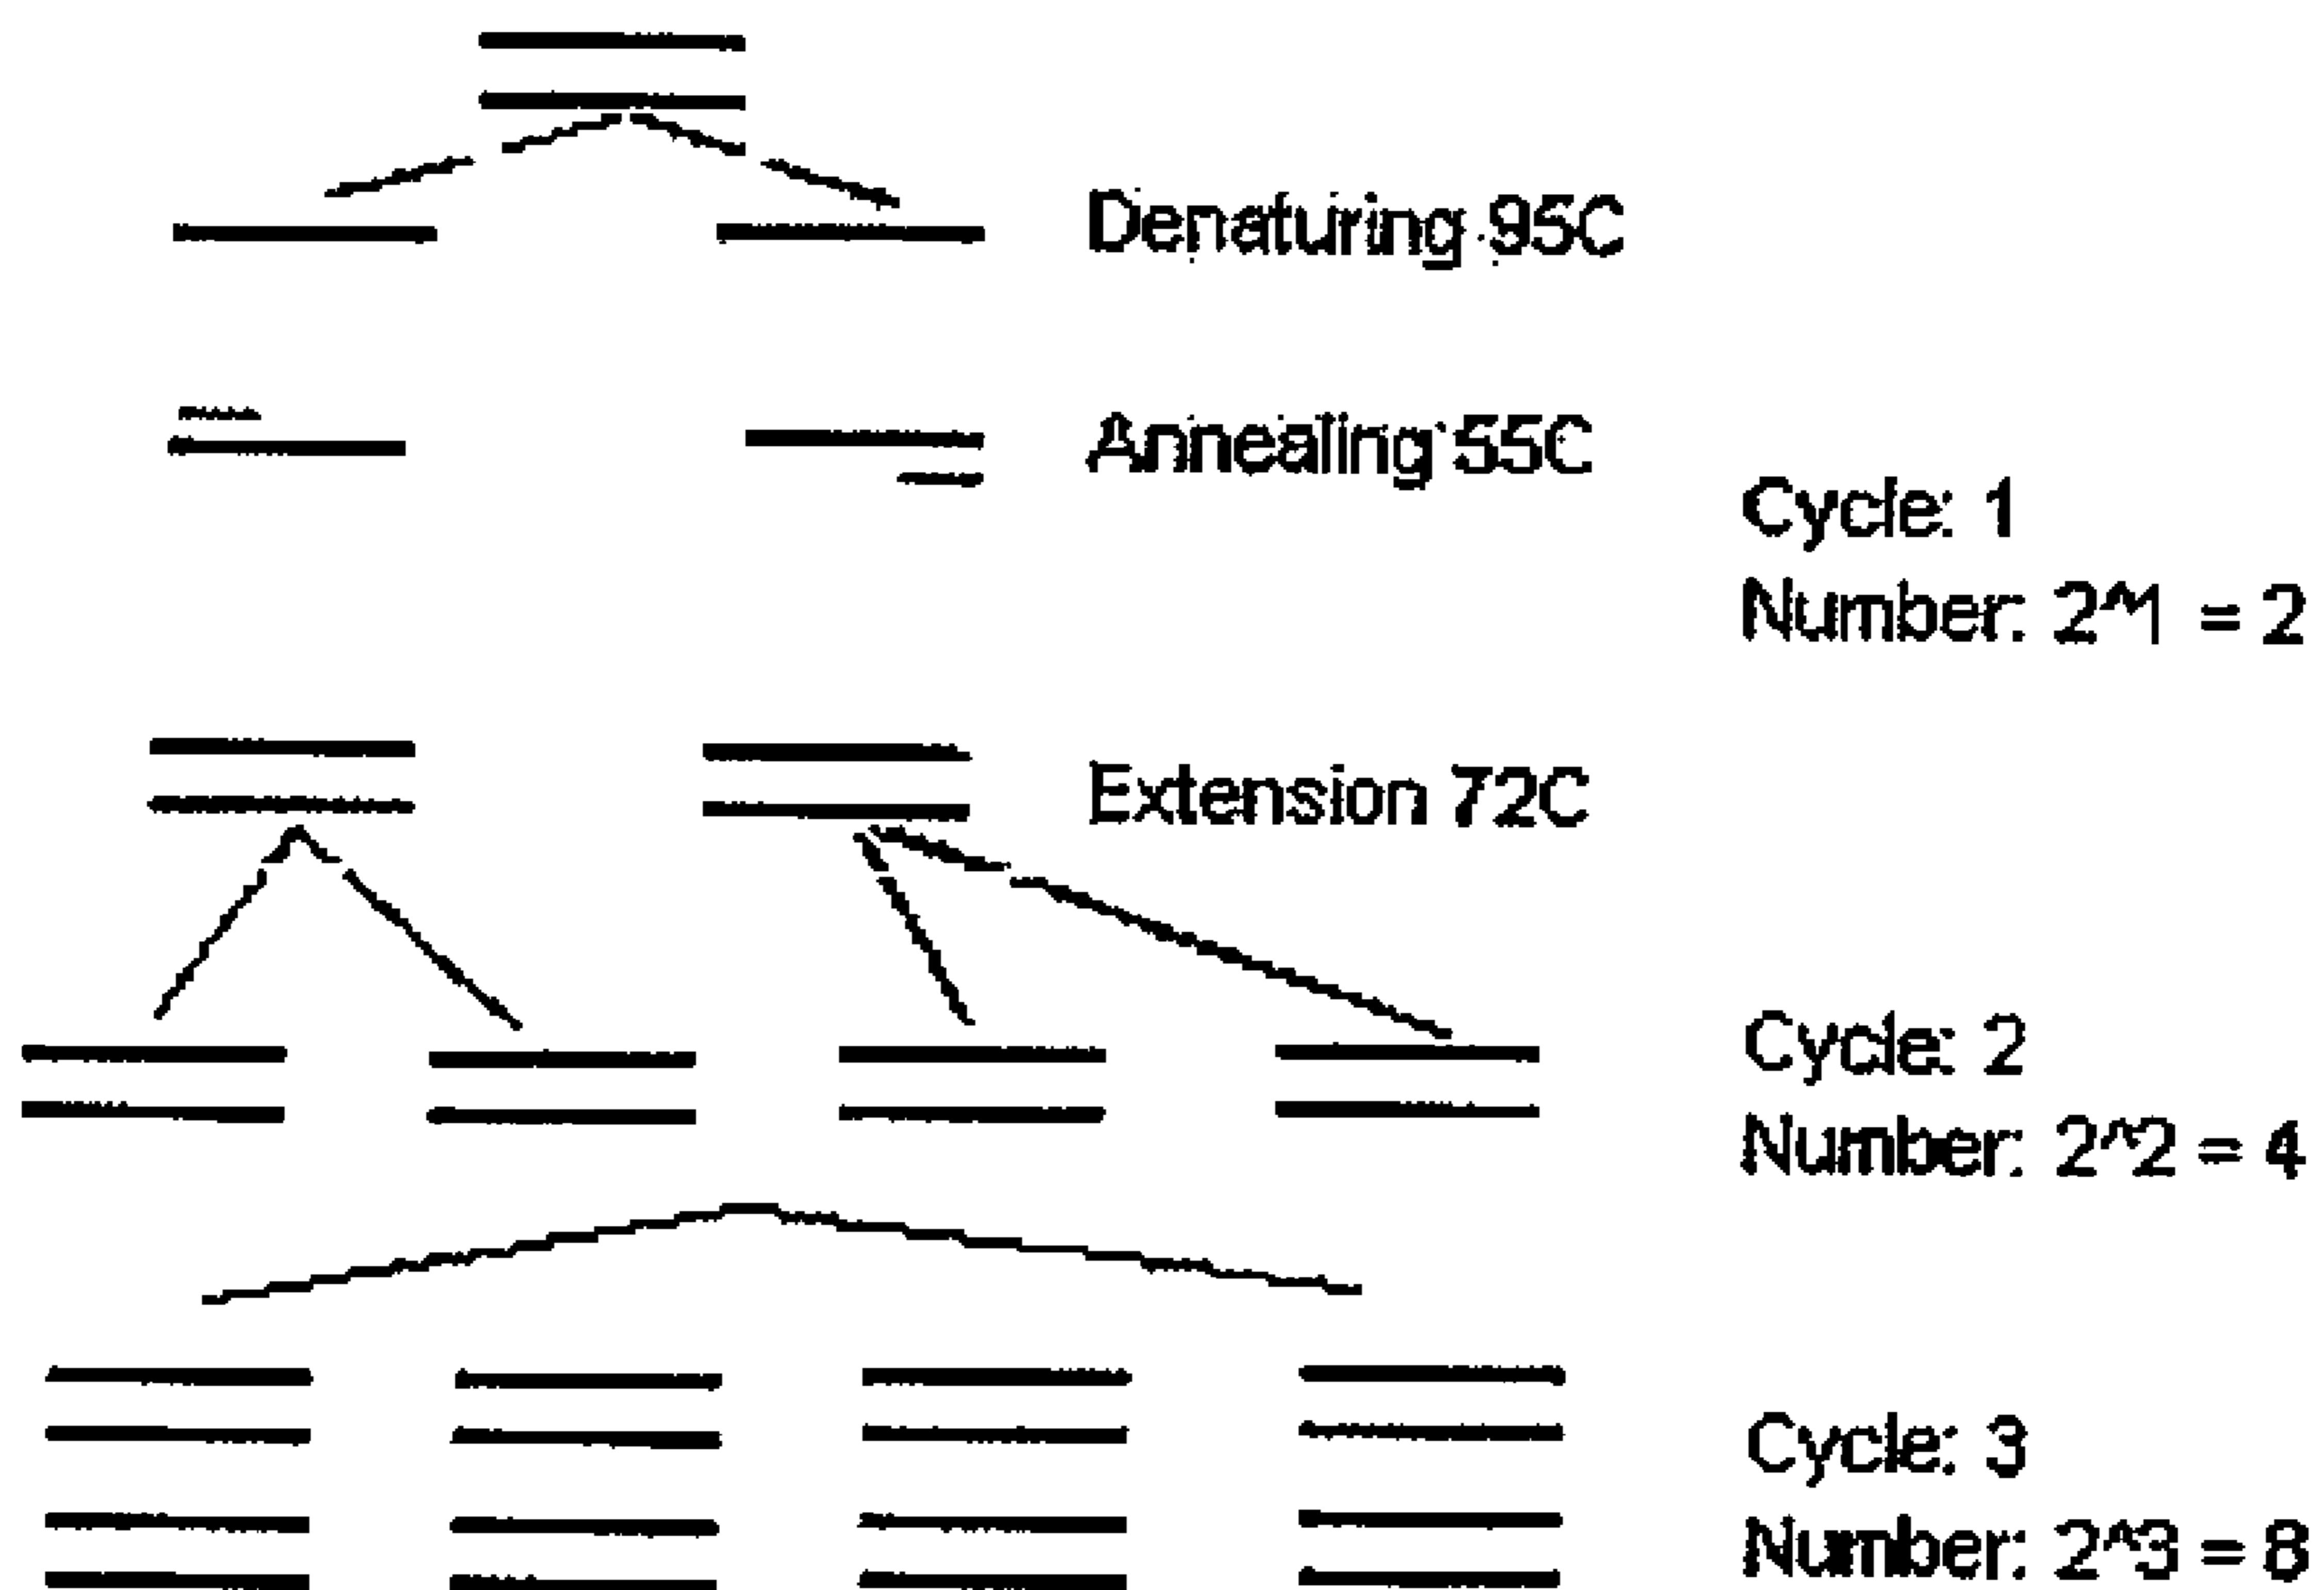 Denaturing 95C
Annealing 55C
Cycle: 1
Number: 2^1 = 2
Extension 72C
Cycle: 2
Number: 2^2 = 4
Cycle: 3
Number: 2^3 = 8